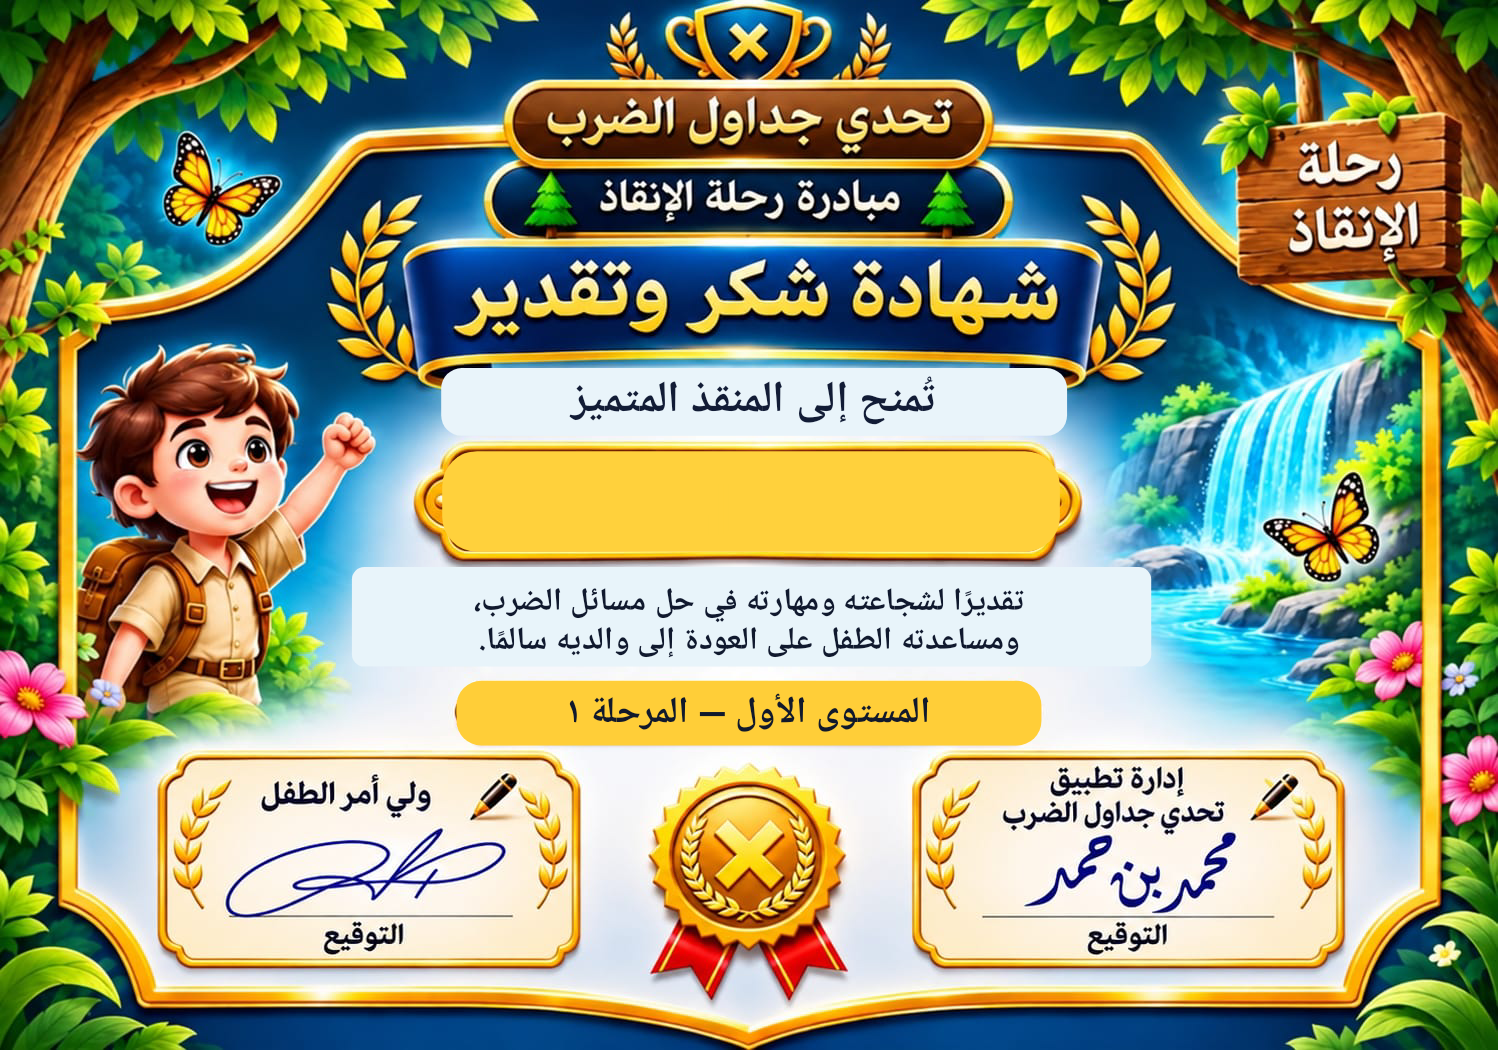 تحدي جداول الضرب
مبادرة رحلة الإنقاذ
رحلة
الإنقاذ
شهادة شكر وتقدير
تُمنح إلى المنقذ المتميز
تقديرًا لشجاعته ومهارته في حل مسائل الضرب،
ومساعدته الطفل على العودة إلى والديه سالمًا.
المستوى الأول – المرحلة ١
إدارة تطبيق
تحدي جداول الضرب
محمد بن حمد
التوقيع
ولي أمر الطفل
التوقيع